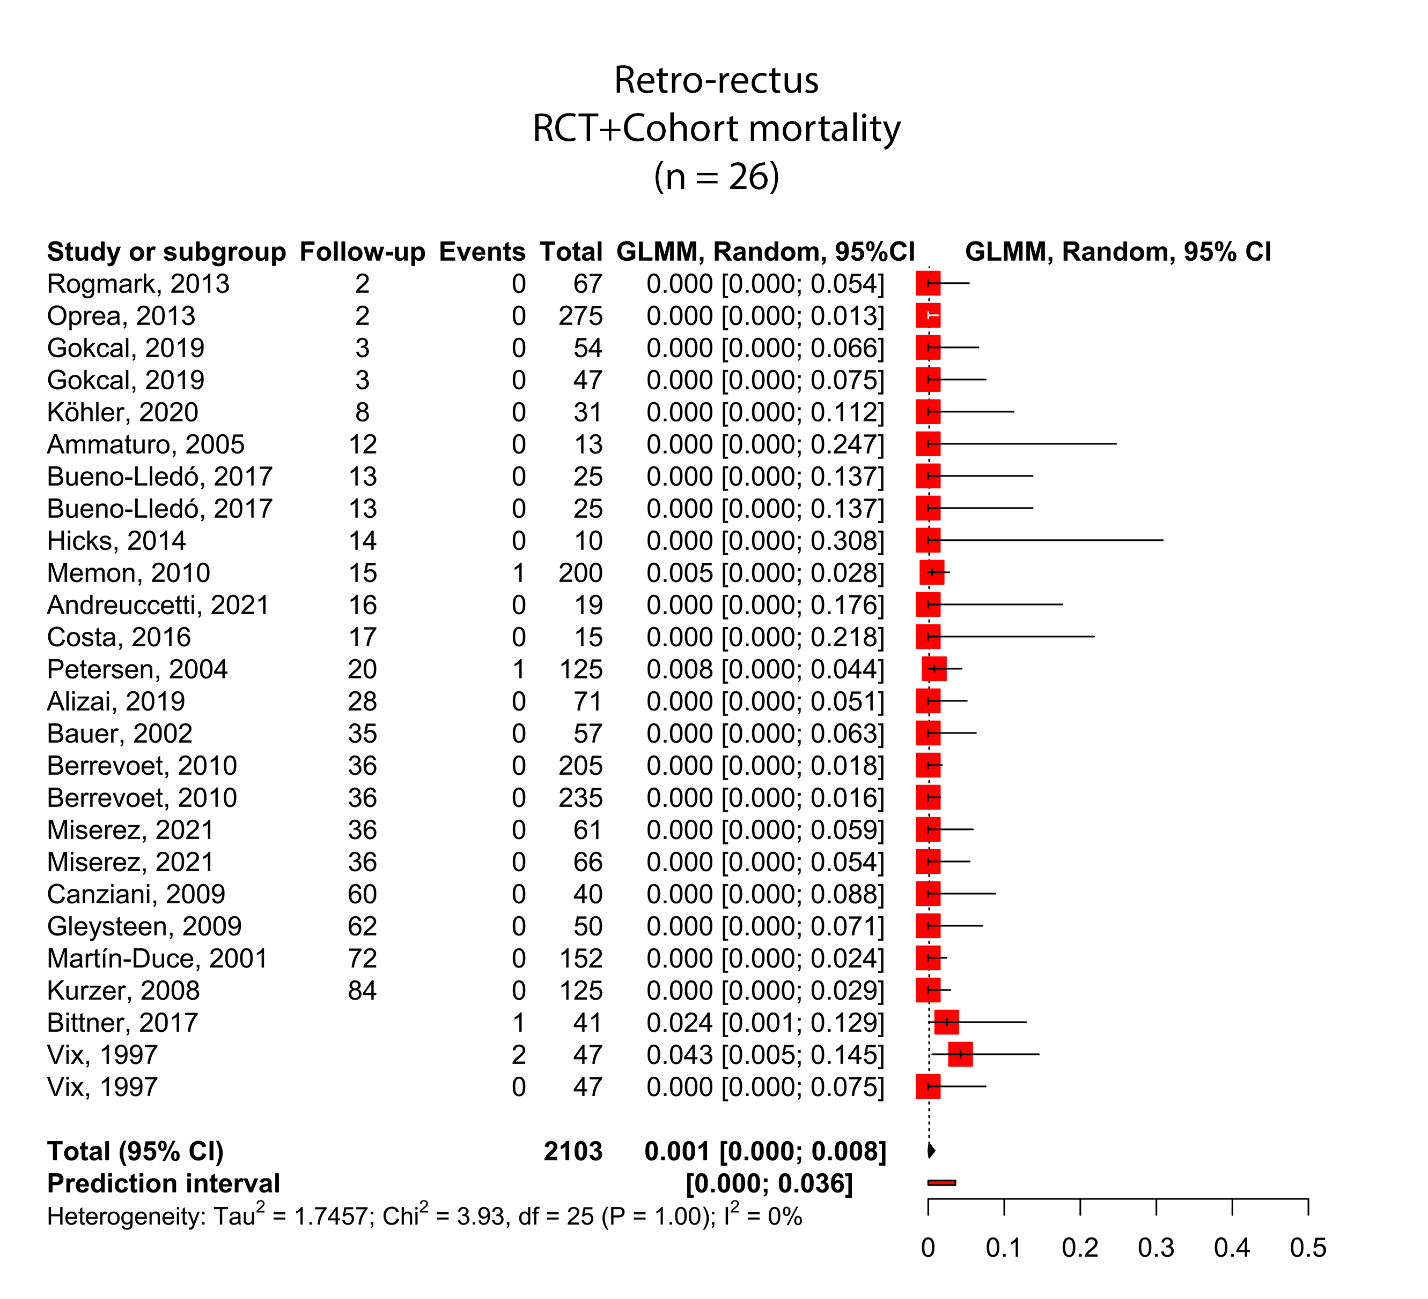 Retro-rectus
RCT+Cohort mortality
(n = 26)
Study or subgroup Follow-up Events Total GLMM, Random, 95%CI GLMM, Random, 95% CI
Rogmark, 2013 2 0 67 0.000 [0.000; 0.054]
Oprea, 2013 2 0 275 0.000 [0.000; 0.013]
Gokcal, 2019 3 0 54 0.000 [0.000; 0.066]
Gokcal, 2019 3 0 47 0.000 [0.000; 0.075]
Köhler, 2020 8 0 31 0.000 [0.000; 0.112]
Ammaturo, 2005 12 0 13 0.000 [0.000; 0.247]
Bueno-Lledó, 2017 13 0 25 0.000 [0.000; 0.137]
Bueno-Lledó, 2017 13 0 25 0.000 [0.000; 0.137]
Hicks, 2014 14 0 10 0.000 [0.000; 0.308]
Memon, 2010 15 1 200 0.005 [0.000; 0.028]
Andreuccetti, 2021 16 0 19 0.000 [0.000; 0.176]
Costa, 2016 17 0 15 0.000 [0.000; 0.218]
Petersen, 2004 20 1 125 0.008 [0.000; 0.044]
Alizai, 2019 28 0 71 0.000 [0.000; 0.051]
Bauer, 2002 35 0 57 0.000 [0.000; 0.063]
Berrevoet, 2010 36 0 205 0.000 [0.000; 0.018]
Berrevoet, 2010 36 0 235 0.000 [0.000; 0.016]
Miserez, 2021 36 0 61 0.000 [0.000; 0.059]
Miserez, 2021 36 0 66 0.000 [0.000; 0.054]
Canziani, 2009 60 0 40 0.000 [0.000; 0.088]
Gleysteen, 2009 62 0 50 0.000 [0.000; 0.071]
Martín-Duce, 2001 72 0 152 0.000 [0.000; 0.024]
Kurzer, 2008 84 0 125 0.000 [0.000; 0.029]
Bittner, 2017 1 41 0.024 [0.001; 0.129]
Vix, 1997 2 47 0.043 [0.005; 0.145]
Vix, 1997 0 47 0.000 [0.000; 0.075]
Total (95% CI) 2103 0.001 [0.000; 0.008]
Prediction interval [0.000; 0.036]
Heterogeneity: Tau² = 1.7457; Chi² = 3.93, df = 25 (P = 1.00); I² = 0%
0 0.1 0.2 0.3 0.4 0.5